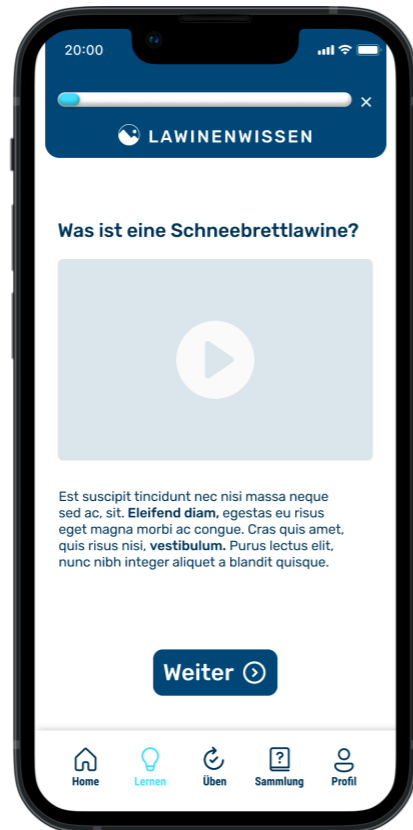 20:00
LAWINENWISSEN
Was ist eine Schneebrettlawine?
Est suscipit tincidunt nec nisi massa neque
sed ac, sit. Eleifend diam, egestas eu risus
eget magna morbi ac congue. Cras quis amet,
quis risus nisi, vestibulum. Purus lectus elit,
nunc nibh integer aliquet a blandit quisque.
Weiter
Home Lernen Üben Sammlung Profil